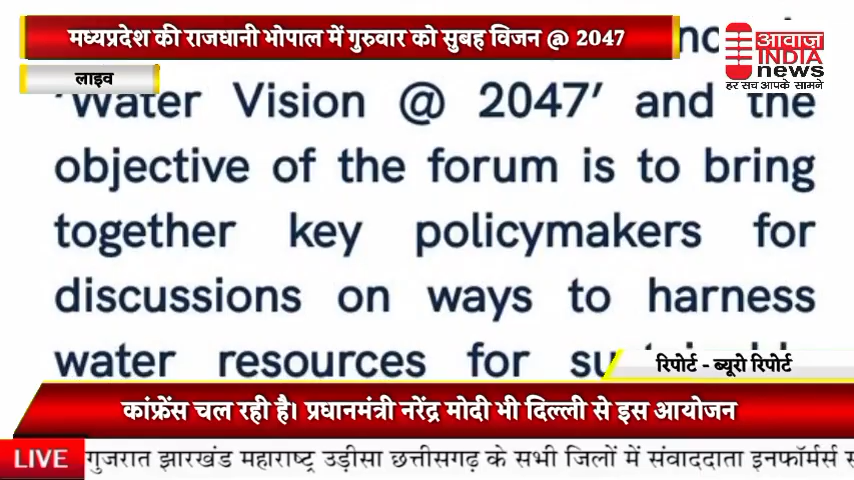 मध्यप्रदेश की राजधानी भोपाल में गुरुवार को सुबह विजन @ 2047
आवाज़
INDIA
news
हर सच आपके सामने
लाइव
'Water Vision @ 2047' and the
objective of the forum is to bring
together key policymakers for
discussions on ways to harness
water resources for
रिपोर्ट - ब्यूरो रिपोर्ट
कांफ्रेंस चल रही है। प्रधानमंत्री नरेंद्र मोदी भी दिल्ली से इस आयोजन
LIVE
गुजरात झारखंड महाराष्ट्र उड़ीसा छत्तीसगढ़ के सभी जिलों में संवाददाता इनफॉर्मर्स